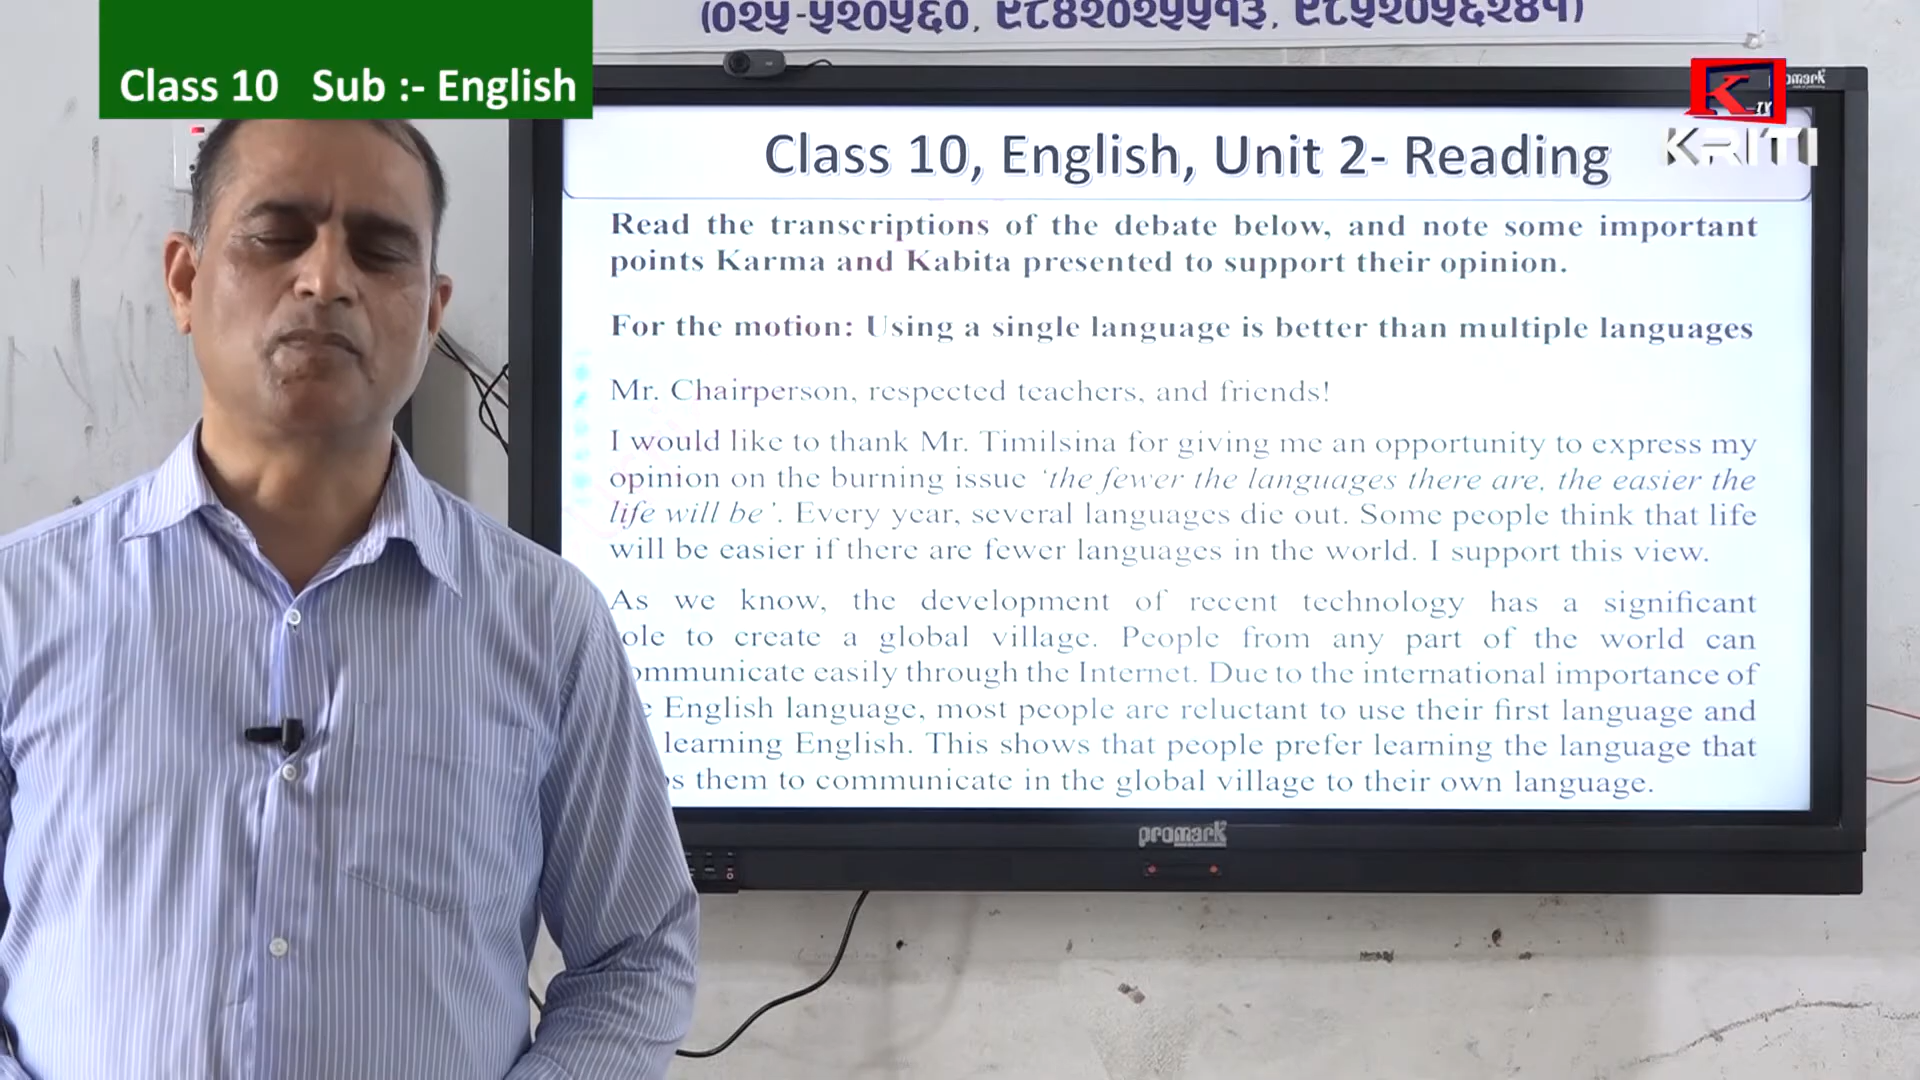 (०२५-५२०५६०, ९८४२०२५५१३, ९८५२०५६२४१)
Class 10 Sub :- English
promark
K-TV
KRITI
Class 10, English, Unit 2- Reading
Read the transcriptions of the debate below, and note some important
points Karma and Kabita presented to support their opinion.
For the motion: Using a single language is better than multiple languages
Mr. Chairperson, respected teachers, and friends!
I would like to thank Mr. Timilsina for giving me an opportunity to express my
opinion on the burning issue ‘the fewer the languages there are, the easier the
life will be’. Every year, several languages die out. Some people think that life
will be easier if there are fewer languages in the world. I support this view.
As we know, the development of recent technology has a significant
ole to create a global village. People from any part of the world can
ommunicate easily through the Internet. Due to the international importance of
e English language, most people are reluctant to use their first language and
learning English. This shows that people prefer learning the language that
s them to communicate in the global village to their own language.
promark